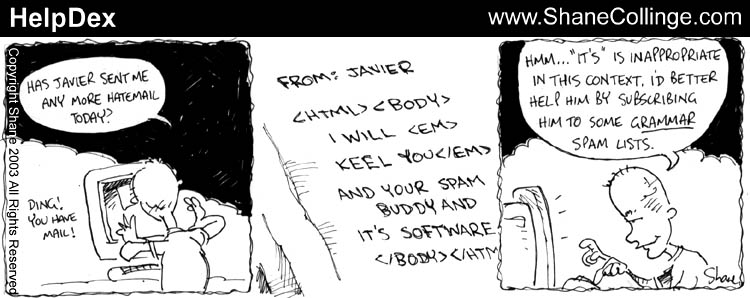 HelpDex
www.ShaneCollinge.com
Copyright Shane 2003 All Rights Reserved
HAS JAVIER SENT ME
ANY MORE HATEMAIL
TODAY?
DING!
YOU HAVE
MAIL!
FROM: JAVIER
<HTML><BODY>
I WILL <EM>
KEEL YOU</EM>
AND YOUR SPAM
BUDDY AND
IT'S SOFTWARE
</BODY></HTM
HMM..."IT'S" IS INAPPROPRIATE
IN THIS CONTEXT. I'D BETTER
HELP HIM BY SUBSCRIBING
HIM TO SOME GRAMMAR
SPAM LISTS.
Shane